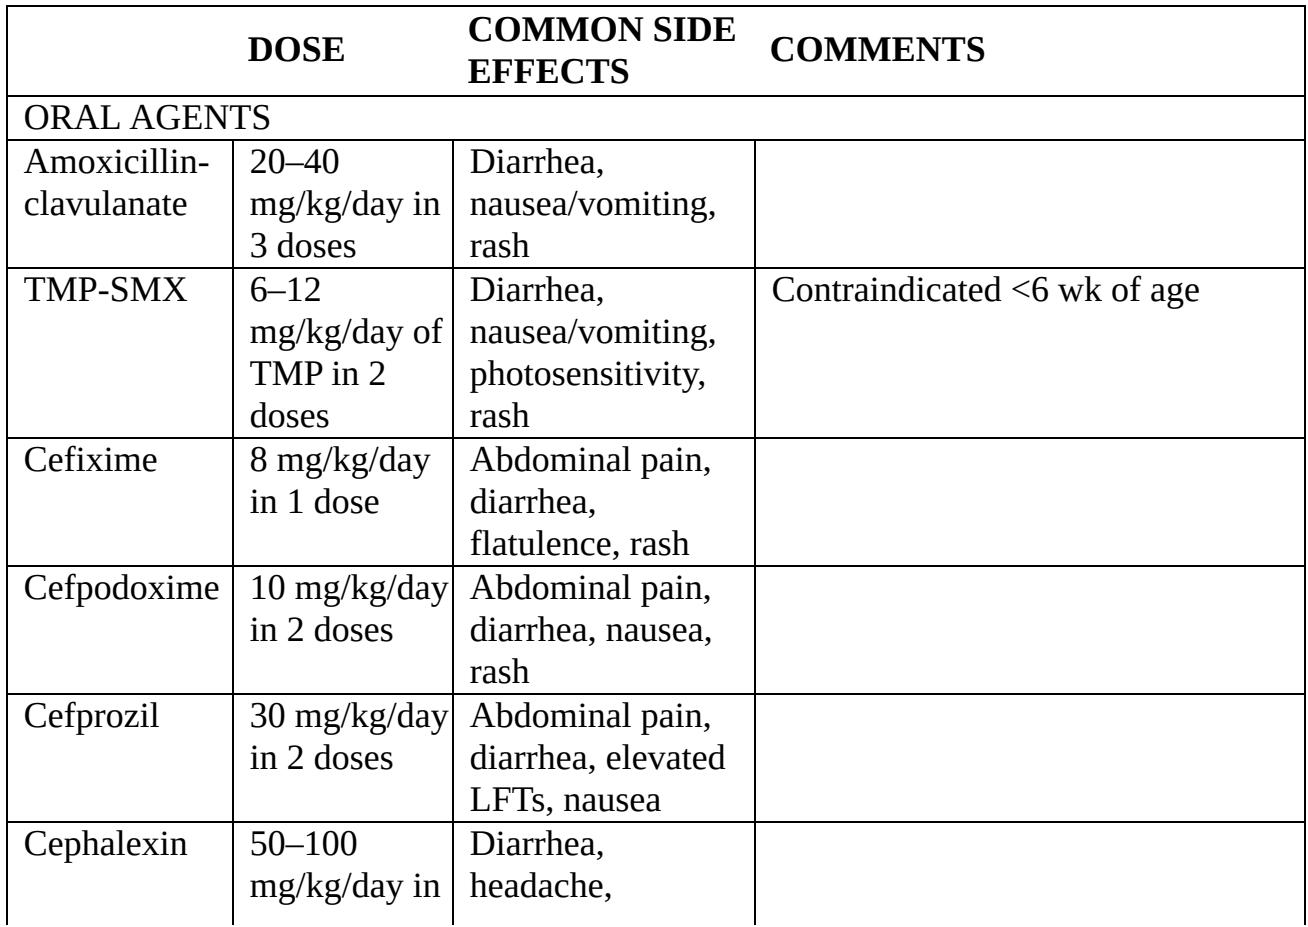 DOSE COMMON SIDE EFFECTS COMMENTS
ORAL AGENTS
Amoxicillin-
clavulanate
20–40
mg/kg/day in
3 doses
Diarrhea,
nausea/vomiting,
rash
TMP-SMX
6–12
mg/kg/day of
TMP in 2
doses
Diarrhea,
nausea/vomiting,
photosensitivity,
rash
Contraindicated <6 wk of age
Cefixime
8 mg/kg/day
in 1 dose
Abdominal pain,
diarrhea,
flatulence, rash
Cefpodoxime
10 mg/kg/day
in 2 doses
Abdominal pain,
diarrhea, nausea,
rash
Cefprozil
30 mg/kg/day
in 2 doses
Abdominal pain,
diarrhea, elevated
LFTs, nausea
Cephalexin
50–100
mg/kg/day in
Diarrhea,
headache,